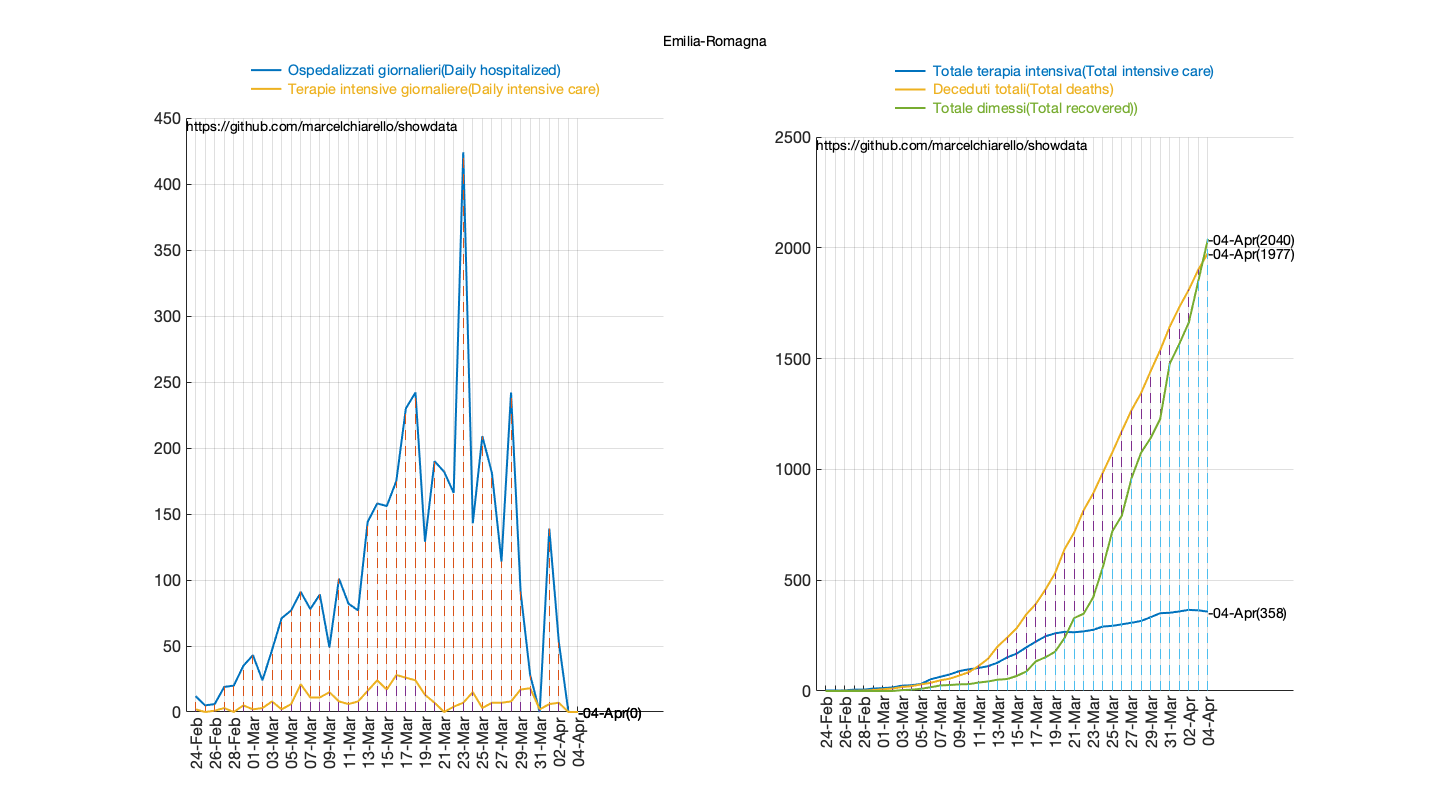 Emilia-Romagna
Ospedalizzati giornalieri(Daily hospitalized)
Terapie intensive giornaliere(Daily intensive care)
450
https://github.com/marcelchiarello/showdata
400
350
300
250
200
150
100
50
0
-04-Apr(0)
24-Feb
26-Feb
28-Feb
01-Mar
03-Mar
05-Mar
07-Mar
09-Mar
11-Mar
13-Mar
15-Mar
17-Mar
19-Mar
21-Mar
23-Mar
25-Mar
27-Mar
29-Mar
31-Mar
02-Apr
04-Apr
Totale terapia intensiva(Total intensive care)
Deceduti totali(Total deaths)
Totale dimessi(Total recovered))
2500
https://github.com/marcelchiarello/showdata
2000
1500
1000
500
0
-04-Apr(2040)
-04-Apr(1977)
-04-Apr(358)
24-Feb
26-Feb
28-Feb
01-Mar
03-Mar
05-Mar
07-Mar
09-Mar
11-Mar
13-Mar
15-Mar
17-Mar
19-Mar
21-Mar
23-Mar
25-Mar
27-Mar
29-Mar
31-Mar
02-Apr
04-Apr